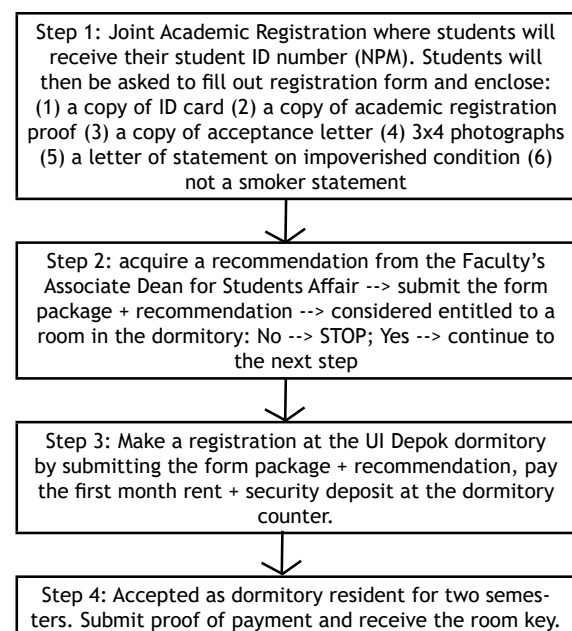 Step 1: Joint Academic Registration where students will
receive their student ID number (NPM). Students will
then be asked to fill out registration form and enclose:
(1) a copy of ID card (2) a copy of academic registration
proof (3) a copy of acceptance letter (4) 3x4 photographs
(5) a letter of statement on impoverished condition (6)
not a smoker statement
Step 2: acquire a recommendation from the Faculty's
Associate Dean for Students Affair --> submit the form
package + recommendation --> considered entitled to a
room in the dormitory: No --> STOP; Yes --> continue to
the next step
Step 3: Make a registration at the UI Depok dormitory
by submitting the form package + recommendation, pay
the first month rent + security deposit at the dormitory
counter.
Step 4: Accepted as dormitory resident for two semes-
ters. Submit proof of payment and receive the room key.